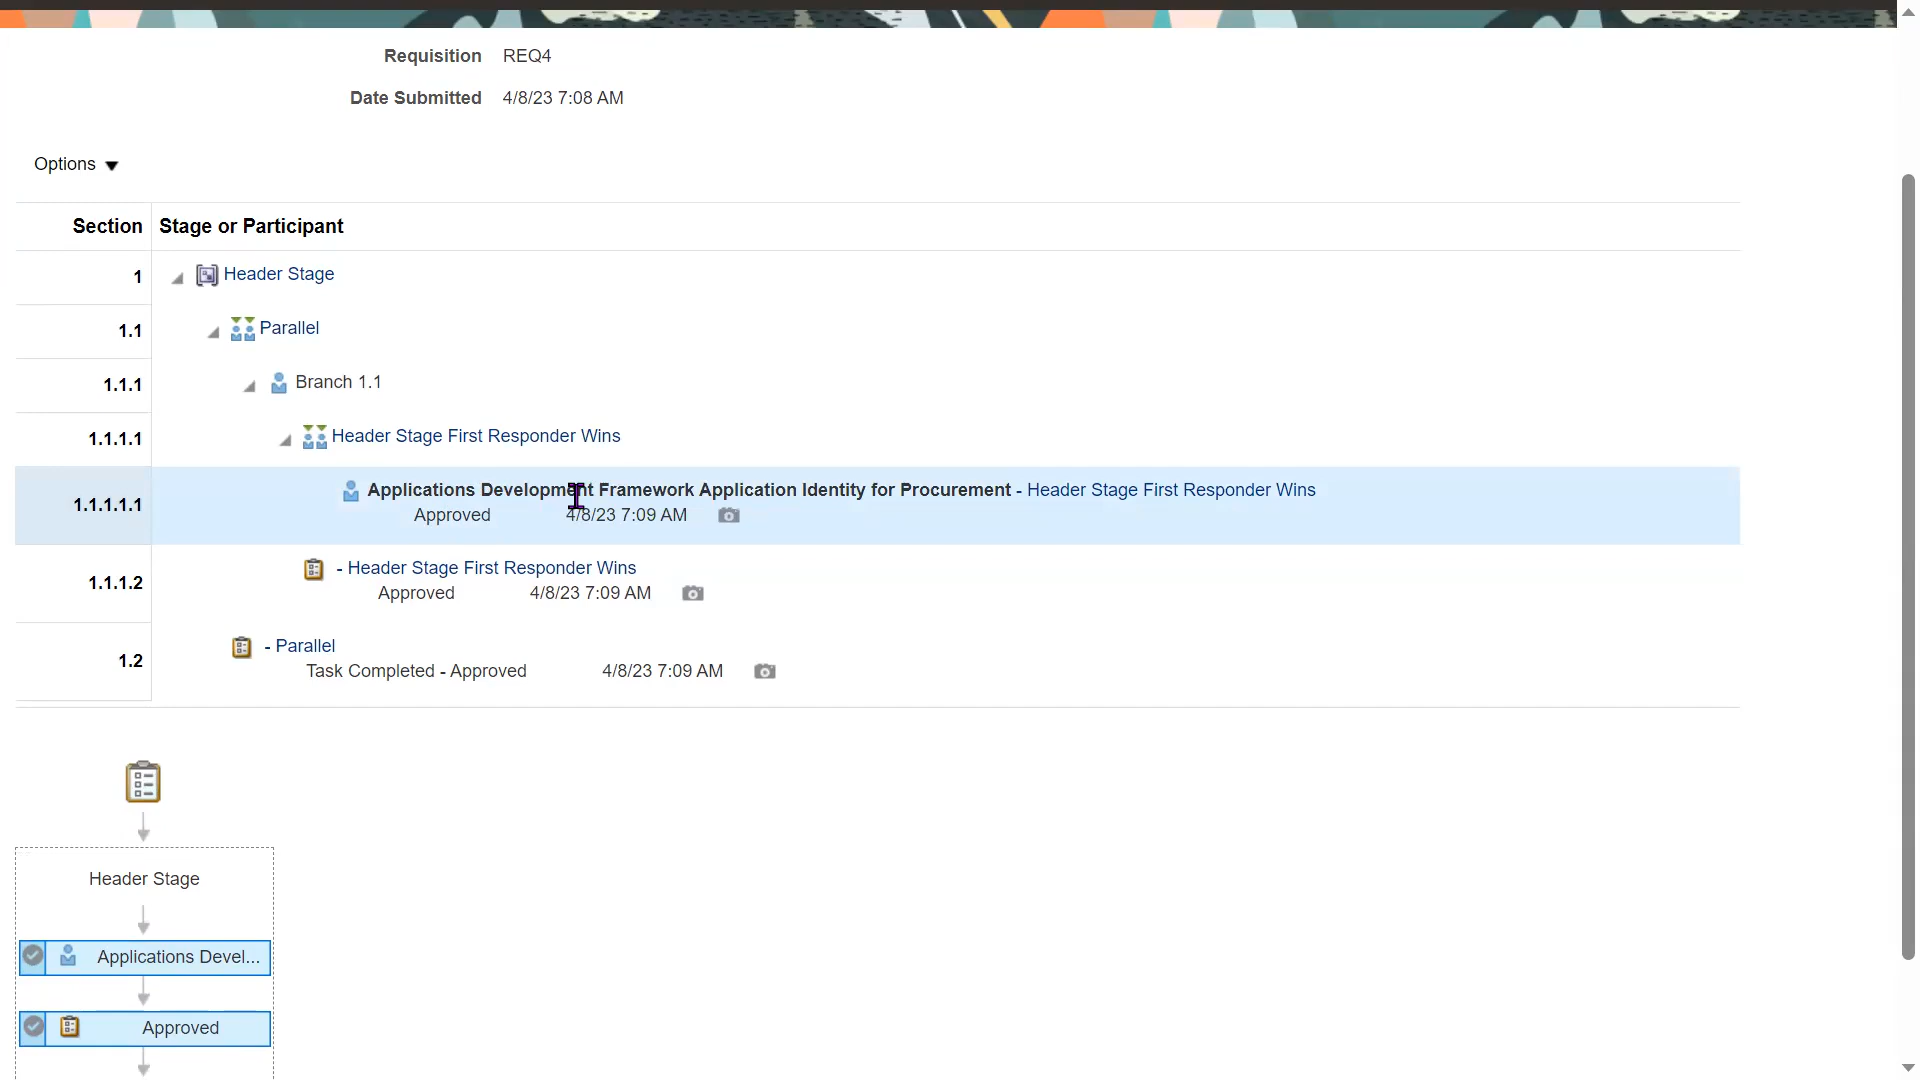 Requisition REQ4
Date Submitted 4/8/23 7:08 AM
Options
Section Stage or Participant
1 Header Stage
1.1 Parallel
1.1.1 Branch 1.1
1.1.1.1 Header Stage First Responder Wins
1.1.1.1.1 Applications Development Framework Application Identity for Procurement - Header Stage First Responder Wins
Approved 4/8/23 7:09 AM
1.1.1.2 - Header Stage First Responder Wins
Approved 4/8/23 7:09 AM
1.2 - Parallel
Task Completed - Approved 4/8/23 7:09 AM
Header Stage
Applications Devel...
Approved